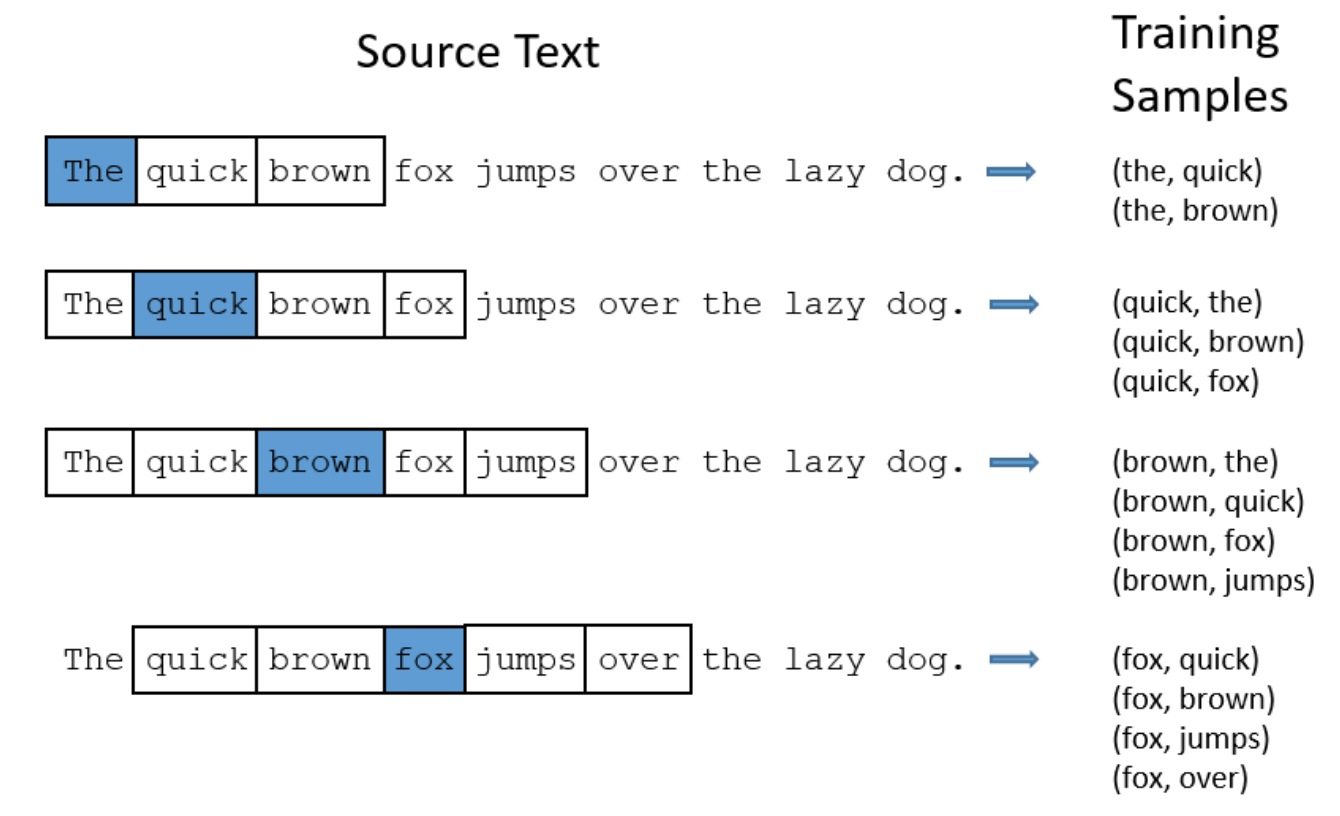 Source Text
Training
Samples
The quick brown fox jumps over the lazy dog.
(the, quick)
(the, brown)
The quick brown fox jumps over the lazy dog.
(quick, the)
(quick, brown)
(quick, fox)
The quick brown fox jumps over the lazy dog.
(brown, the)
(brown, quick)
(brown, fox)
(brown, jumps)
The quick brown fox jumps over the lazy dog.
(fox, quick)
(fox, brown)
(fox, jumps)
(fox, over)